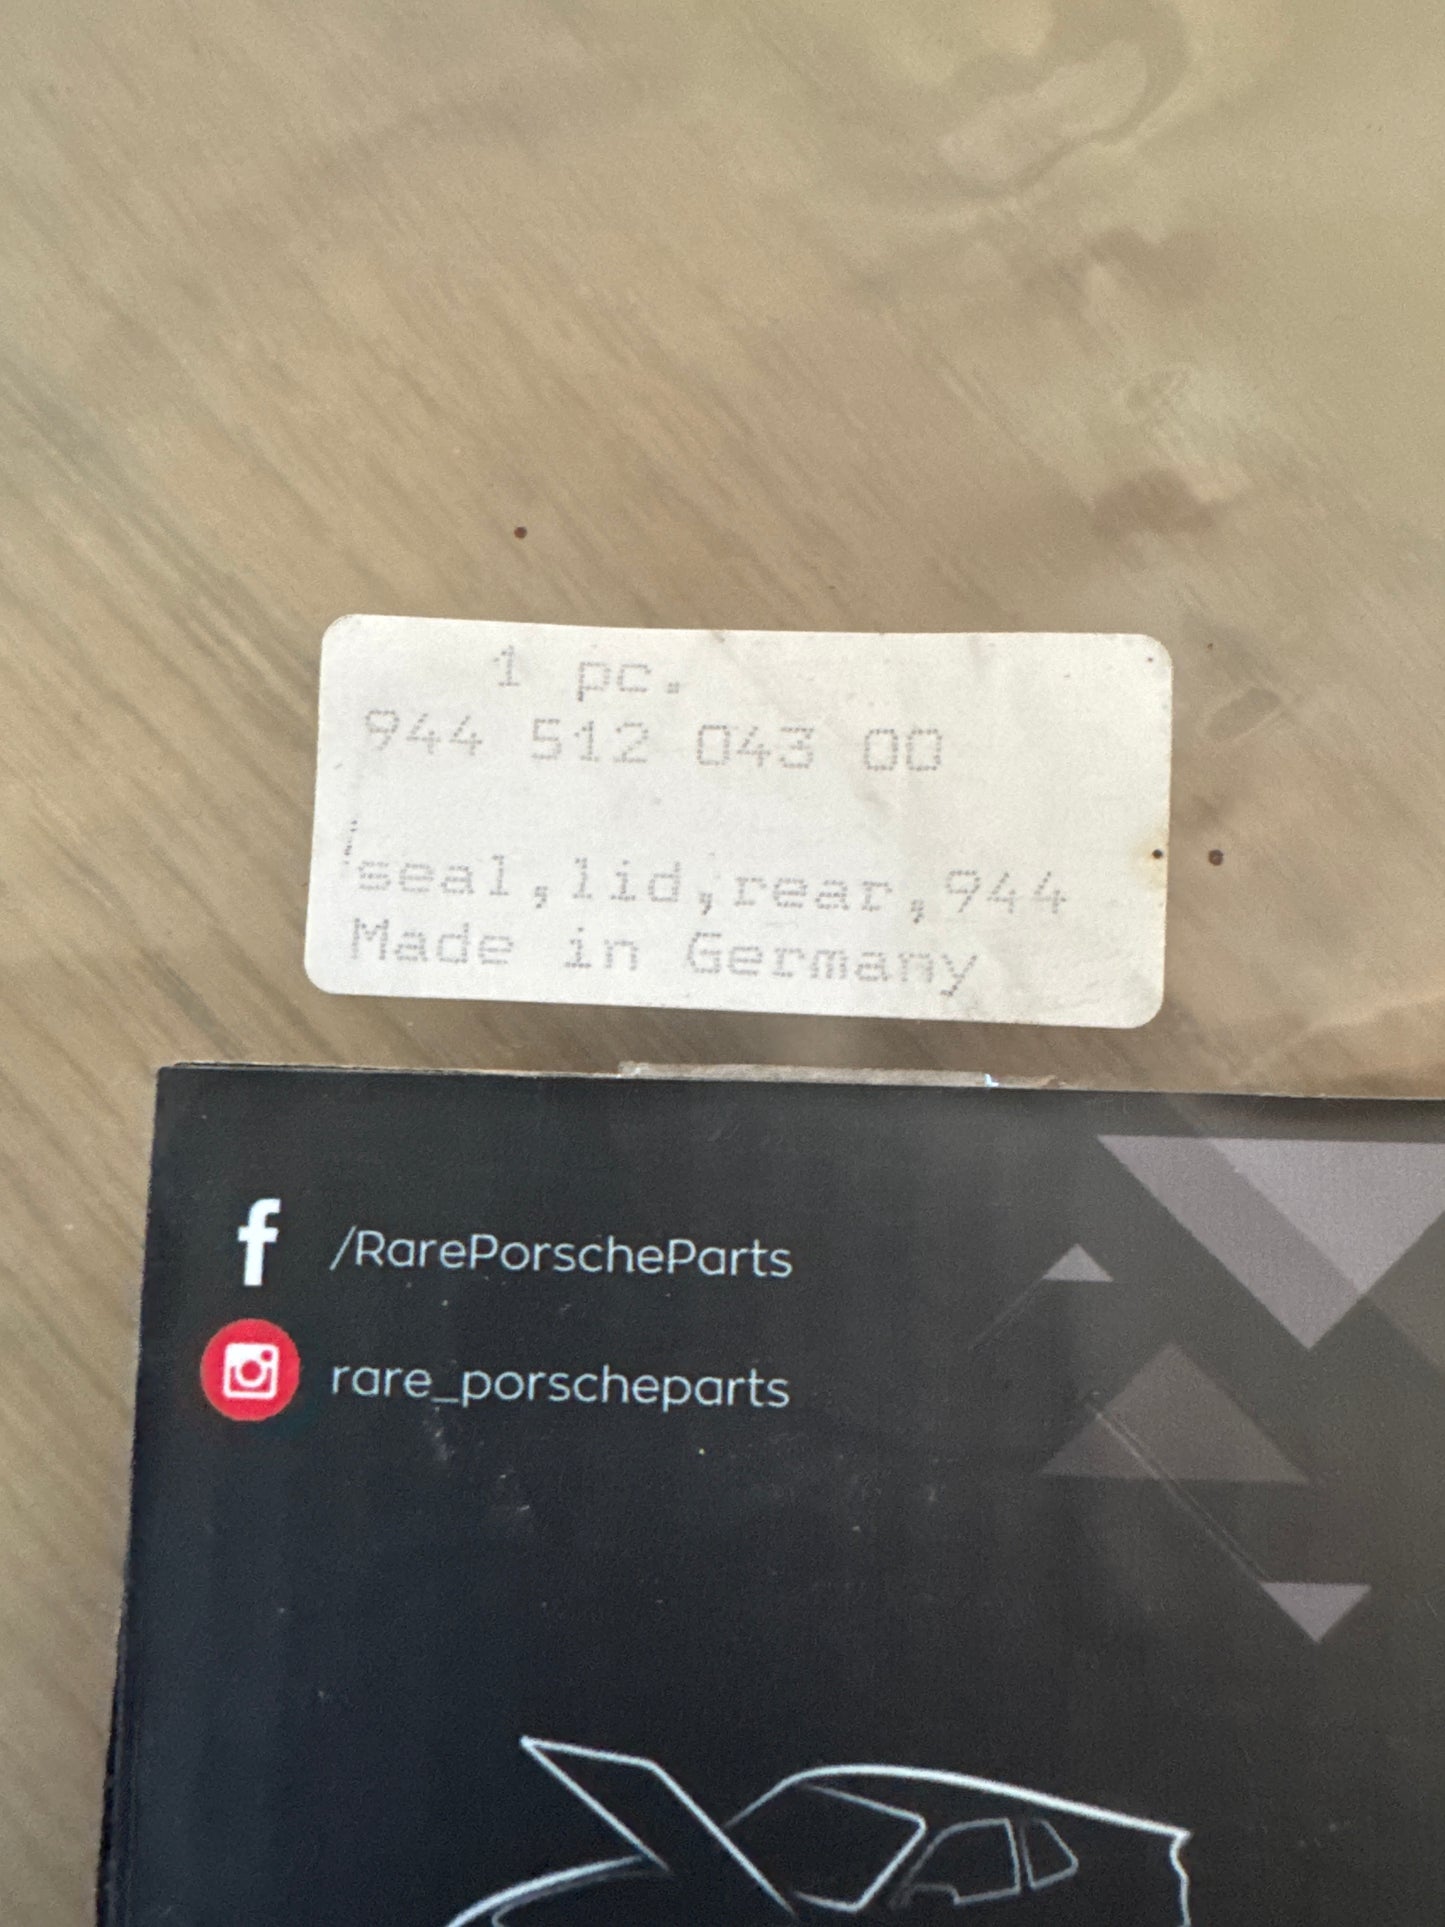 1 pc.
944 512 043 00
seal,lid,rear,944
Made in Germany
f /RarePorscheParts
rare_porscheparts